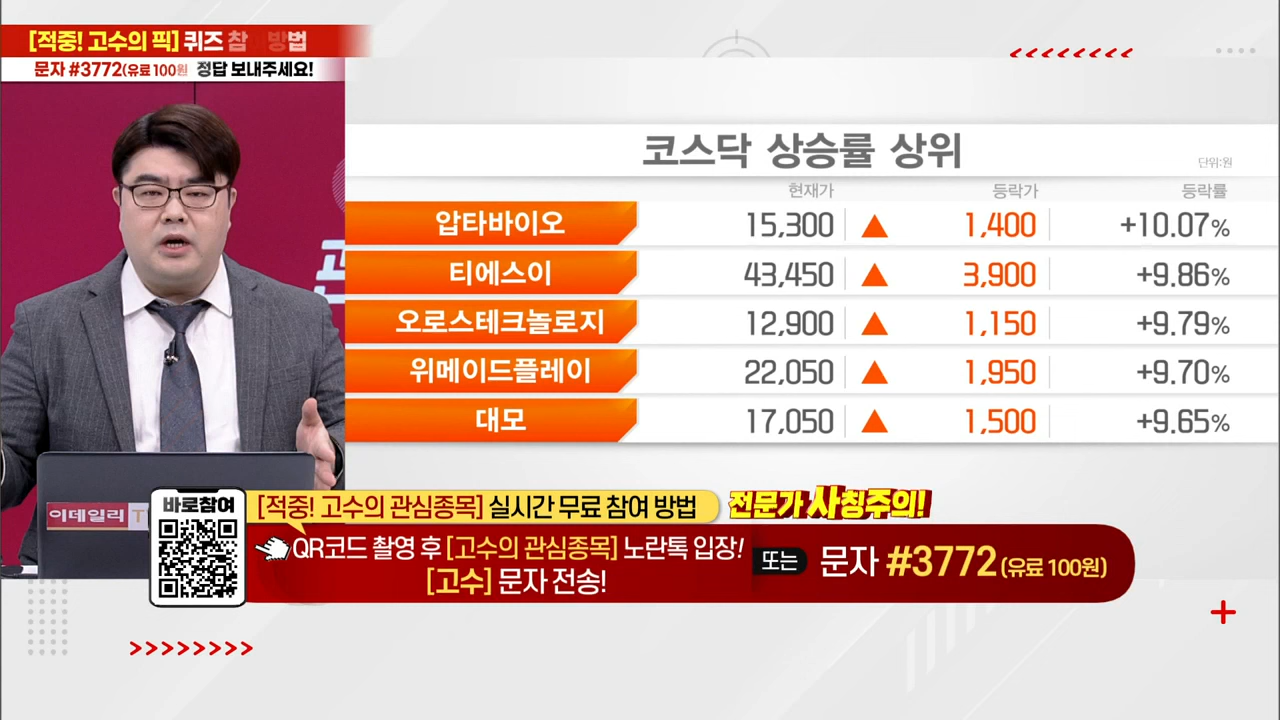 [적중! 고수의 픽] 퀴즈 참여 방법
문자 #3772(유료 100원 정답 보내주세요!
코스닥 상승률 상위
단위:원
현재가 등락가 등락률
압타바이오 15,300 ▲ 1,400 +10.07%
티에스이 43,450 ▲ 3,900 +9.86%
오로스테크놀로지 12,900 ▲ 1,150 +9.79%
위메이드플레이 22,050 ▲ 1,950 +9.70%
대모 17,050 ▲ 1,500 +9.65%
이데일리 T
바로참여
[적중! 고수의 관심종목] 실시간 무료 참여 방법
전문가 사칭주의!
QR코드 촬영 후 [고수의 관심종목] 노란톡 입장!
[고수] 문자 전송!
또는 문자 #3772 (유료 100원)